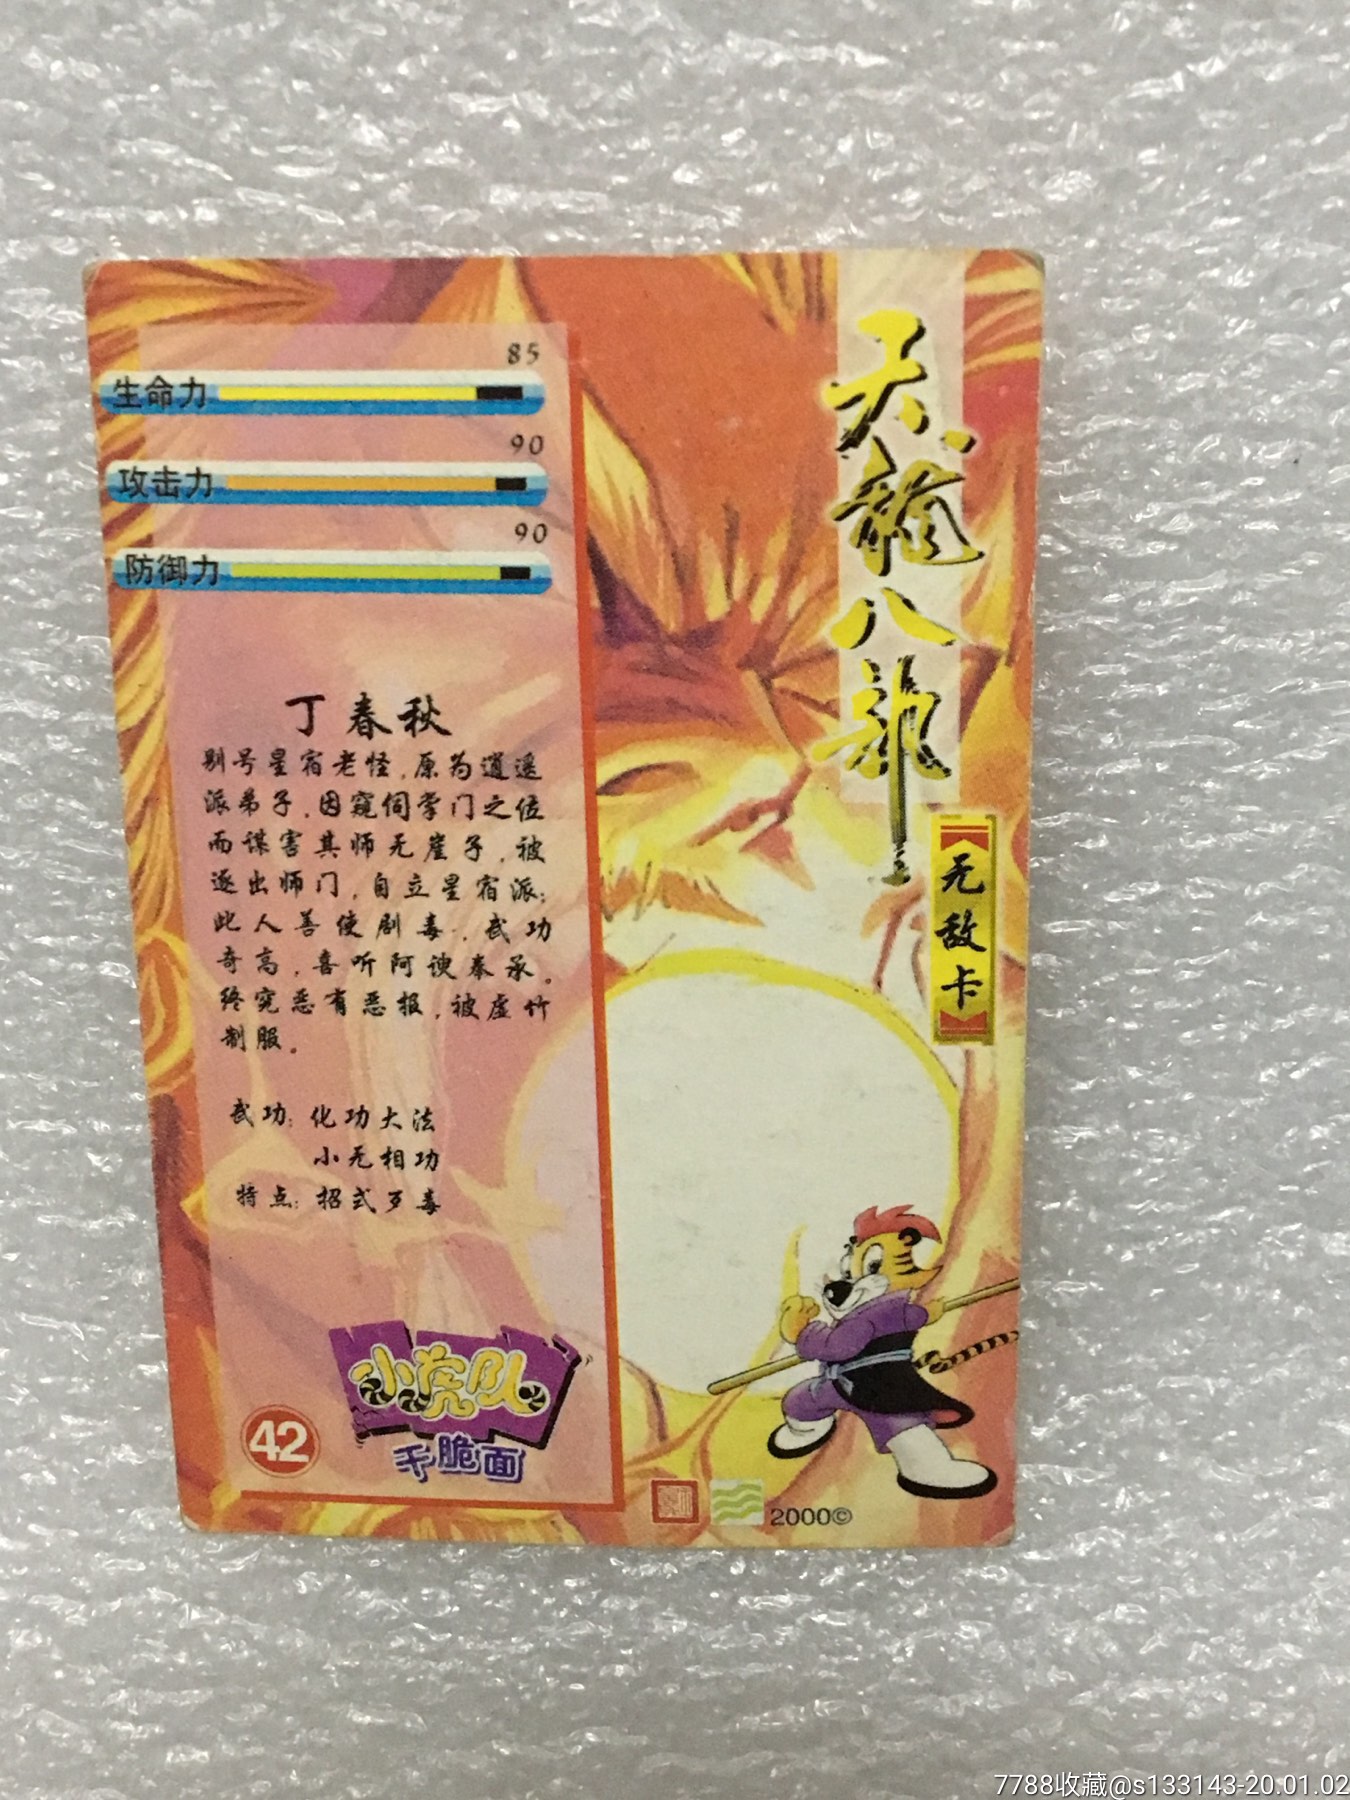 85
生命力
90
攻击力
90
防御力
丁春秋
别号星宿老怪,原为逍遥
派弟子,因窥伺掌门之位
而谋害其师无崖子,被
逐出师门,自立星宿派;
此人善使剧毒,武功
奇高,喜听阿谀奉承。
终究恶有恶报,被虚竹
制服。
武功:化功大法
小无相功
特点:招式歹毒
小虎队
干脆面
42
天龍八部
无敌卡
2000©
7788收藏@s133143-20.01.02